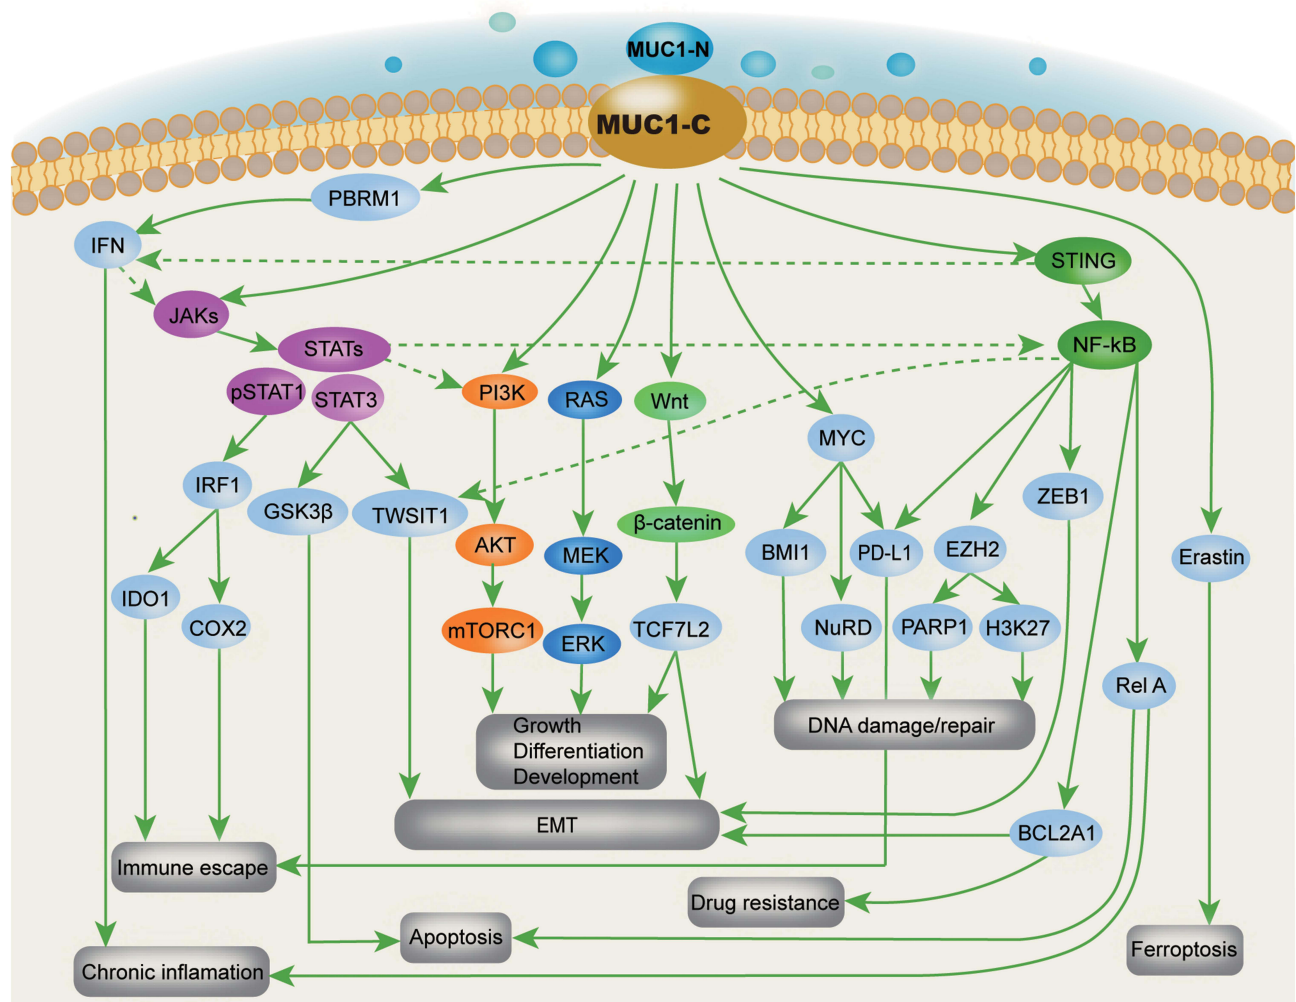 MUC1-N
MUC1-C
PBRM1
IFN
STING
JAKs
STATs
NF-kB
pSTAT1
STAT3
PI3K
RAS
Wnt
MYC
IRF1
GSK3β
TWSIT1
ZEB1
β-catenin
AKT
MEK
BMI1
PD-L1
EZH2
Erastin
IDO1
COX2
mTORC1
ERK
TCF7L2
NuRD
PARP1
H3K27
Rel A
Growth
Differentiation
Development
DNA damage/repair
EMT
BCL2A1
Immune escape
Drug resistance
Apoptosis
Ferroptosis
Chronic inflamation